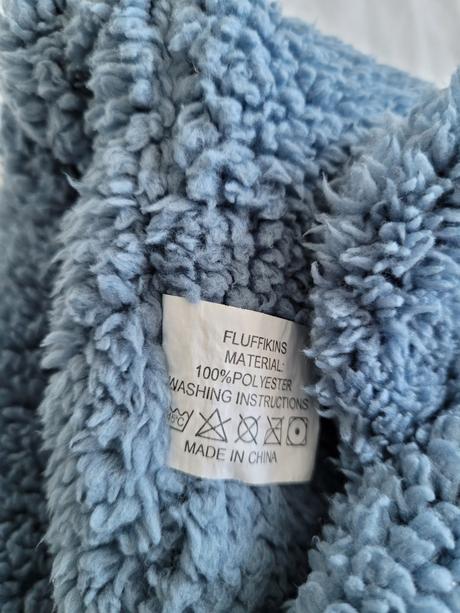 FLUFFIKINS
MATERIAL:
100%POLYESTER
WASHING INSTRUCTIONS
MADE IN CHINA